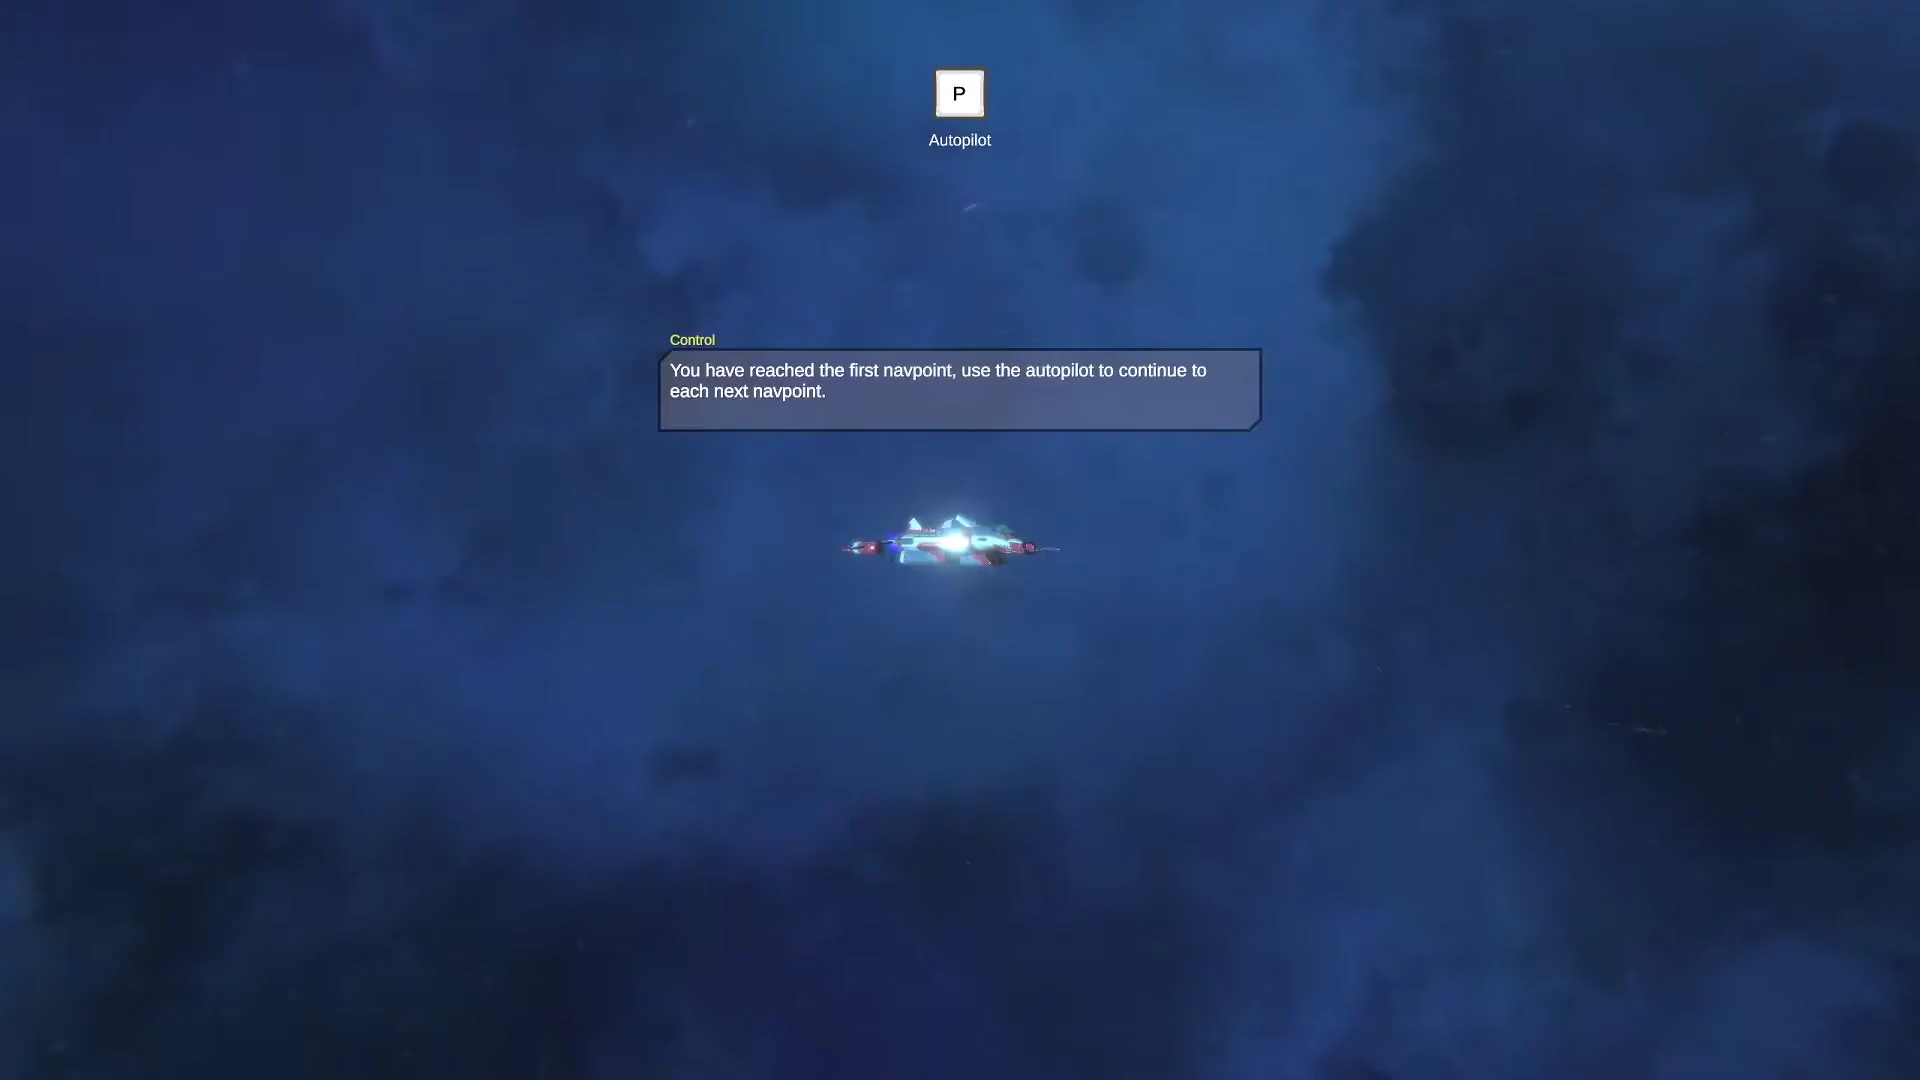 P
Autopilot
Control
You have reached the first navpoint, use the autopilot to continue to
each next navpoint.